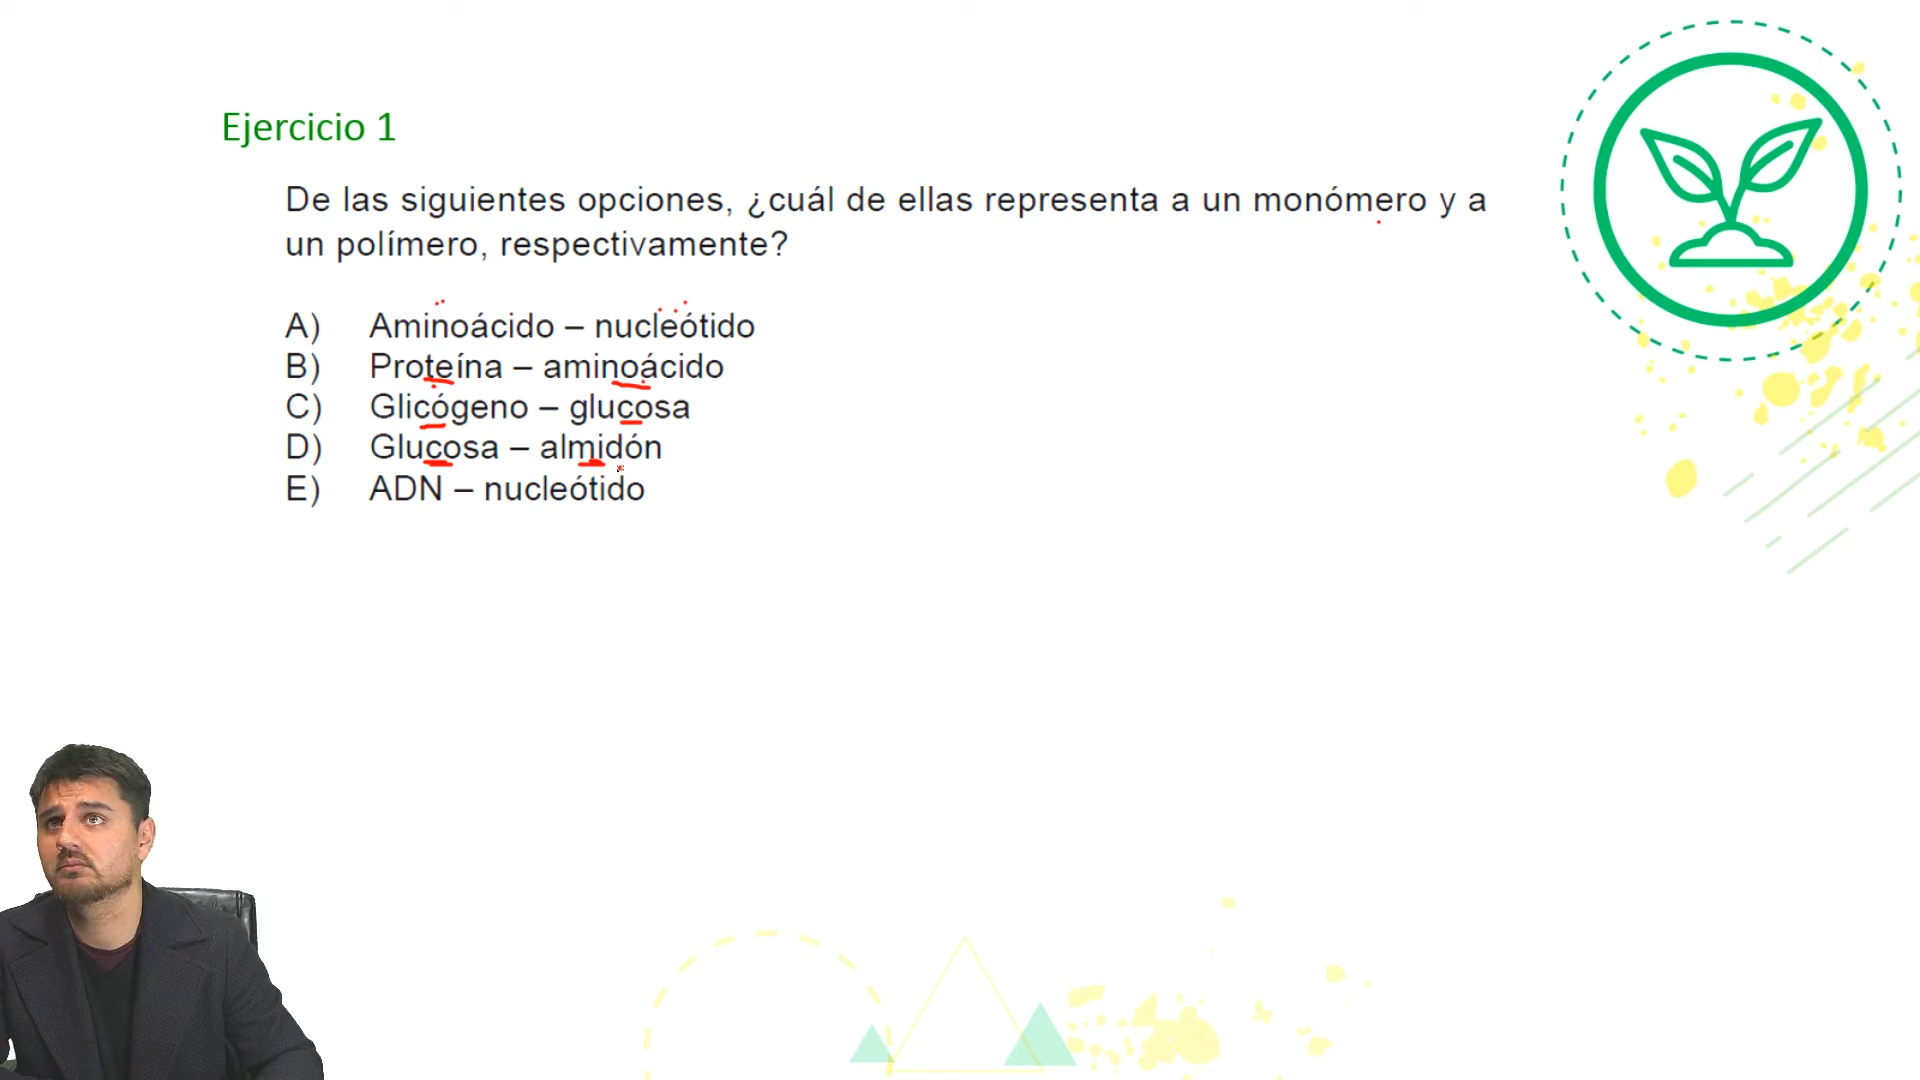 Ejercicio 1
De las siguientes opciones, ¿cuál de ellas representa a un monómero y a
un polímero, respectivamente?
A) Aminoácido – nucleótido
B) Proteína – aminoácido
C) Glicógeno – glucosa
D) Glucosa – almidón
E) ADN – nucleótido